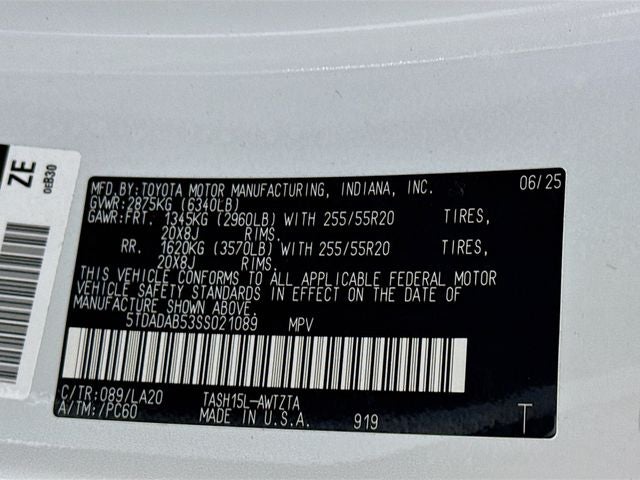 ZE
0EB30
MFD.BY:TOYOTA MOTOR MANUFACTURING, INDIANA, INC. 06/25
GVWR:2875KG (6340LB)
GAWR:FRT. 1345KG (2960LB) WITH 255/55R20 TIRES,
20X8J RIMS.
RR. 1620KG (3570LB) WITH 255/55R20 TIRES,
20X8J RIMS.
THIS VEHICLE CONFORMS TO ALL APPLICABLE FEDERAL MOTOR
VEHICLE SAFETY STANDARDS IN EFFECT ON THE DATE OF
MANUFACTURE SHOWN ABOVE.
5TDADAB53SS021089 MPV
C/TR:089/LA20 TASH15L-AWTZTA
A/TM:/PC60 MADE IN U.S.A. 919 T